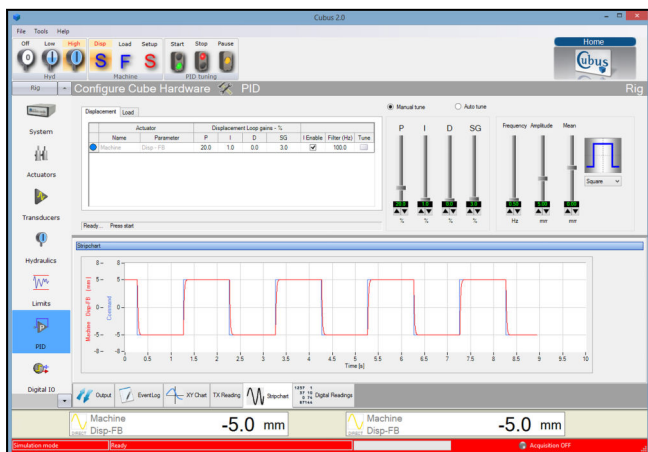 Cubus 2.0
File Tools Help
Off Low High Disp Load Setup Start Stop Pause
0 S F S
Hyd Machine PID tuning
Home
Cubus
Rig Configure Cube Hardware PID Rig
System
Actuators
Transducers
Hydraulics
Limits
PID
Digital IO
Displacement Load
Actuator Displacement Loop gains - %
Name Parameter P I D SG I Enable Filter (Hz) Tune
Machine Disp - FB 20.0 1.0 0.0 3.0 100.0
Ready... Press start
Manual tune Auto tune
P I D SG
% % % %
Frequency Amplitude Mean
Square
Hz mm mm
Stripchart
Machine Disp-FB [mm]
Command
8 8
5 5
0 0
-5 -5
-8 -8
0 0.5 1 1.5 2 2.5 3 3.5 4 4.5 5 5.5 6 6.5 7 7.5 8 8.5 9 9.5 10
Time [s]
Output EventLog XY Chart TX Reading Stripchart Digital Readings
Machine
Disp-FB
-5.0 mm
Machine
Disp-FB
-5.0 mm
Simulation mode Ready Acquisition OFF